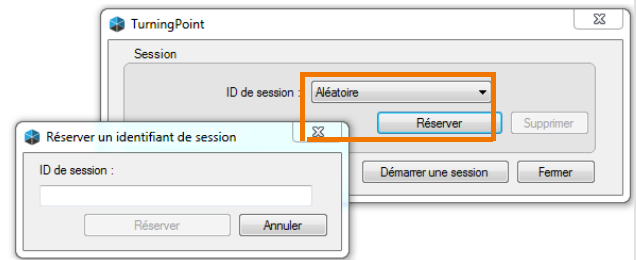 TurningPoint
Session
ID de session :
Aléatoire
Réserver
Supprimer
Démarrer une session
Fermer
Réserver un identifiant de session
ID de session :
Réserver
Annuler